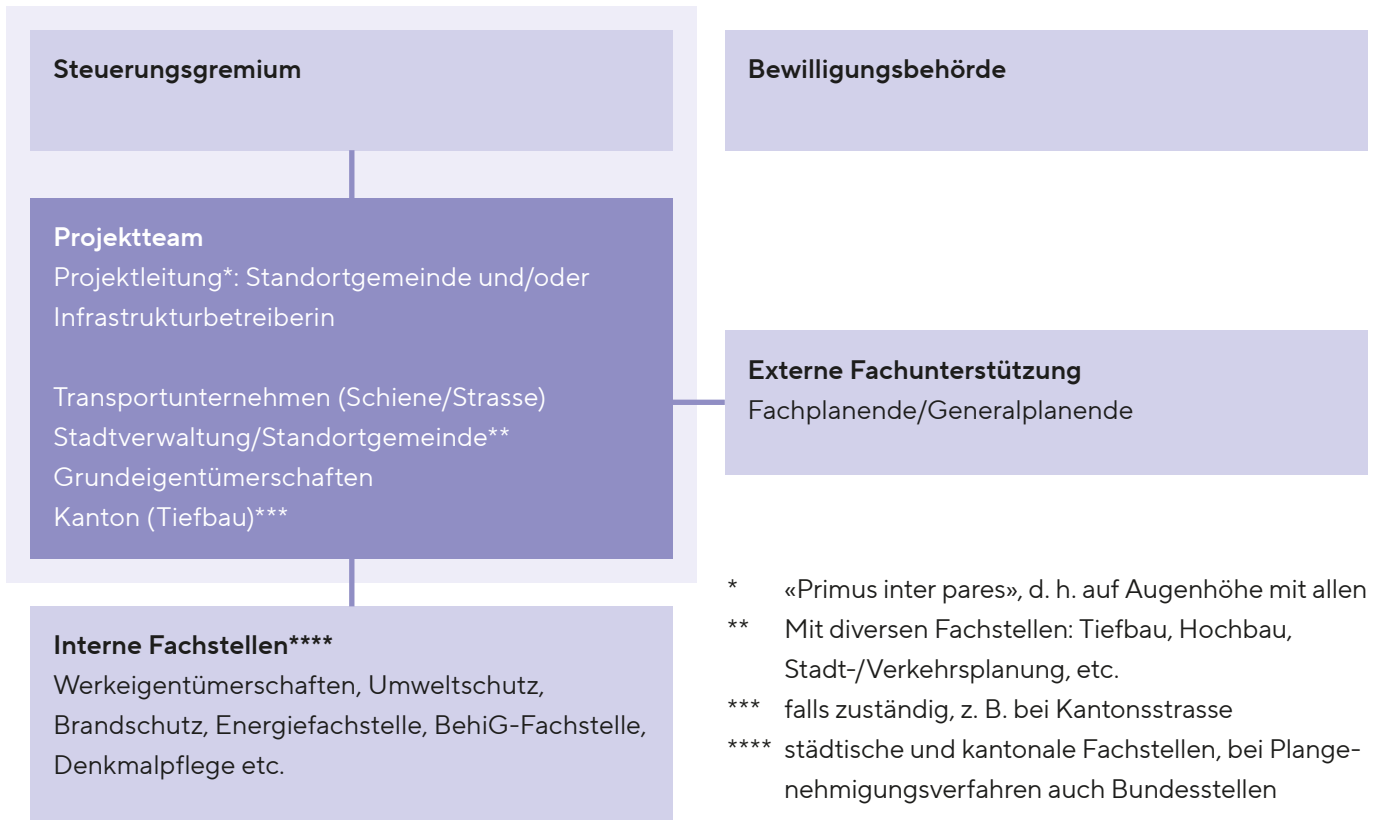 Steuerungsgremium
Bewilligungsbehörde
Projektteam
Projektleitung*: Standortgemeinde und/oder
Infrastrukturbetreiberin
Transportunternehmen (Schiene/Strasse)
Stadtverwaltung/Standortgemeinde**
Grundeigentümerschaften
Kanton (Tiefbau)***
Externe Fachunterstützung
Fachplanende/Generalplanende
Interne Fachstellen****
Werkeigentümerschaften, Umweltschutz,
Brandschutz, Energiefachstelle, BehiG-Fachstelle,
Denkmalpflege etc.
* «Primus inter pares», d. h. auf Augenhöhe mit allen
** Mit diversen Fachstellen: Tiefbau, Hochbau,
Stadt-/Verkehrsplanung, etc.
*** falls zuständig, z. B. bei Kantonsstrasse
**** städtische und kantonale Fachstellen, bei Plange-
nehmigungsverfahren auch Bundesstellen